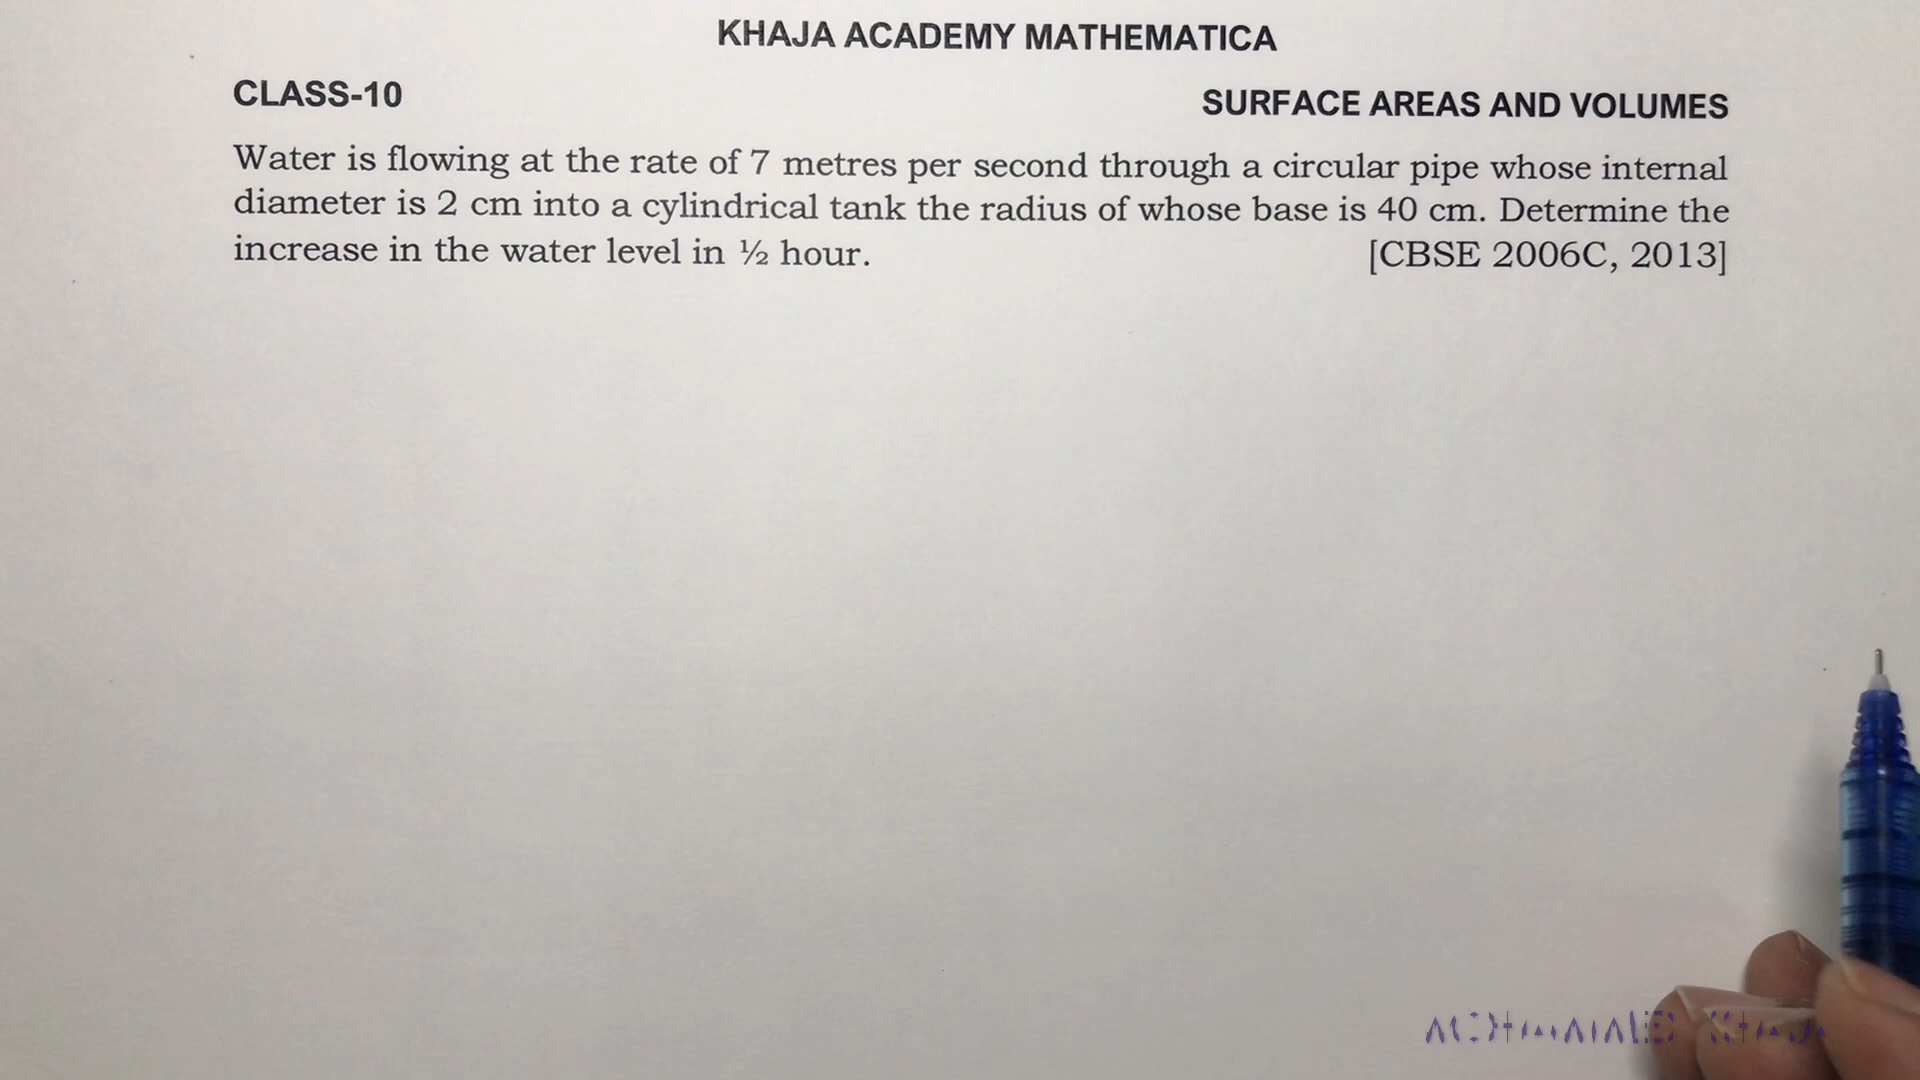 KHAJA ACADEMY MATHEMATICA
CLASS-10
SURFACE AREAS AND VOLUMES
Water is flowing at the rate of 7 metres per second through a circular pipe whose internal
diameter is 2 cm into a cylindrical tank the radius of whose base is 40 cm. Determine the
increase in the water level in ½ hour. [CBSE 2006C, 2013]